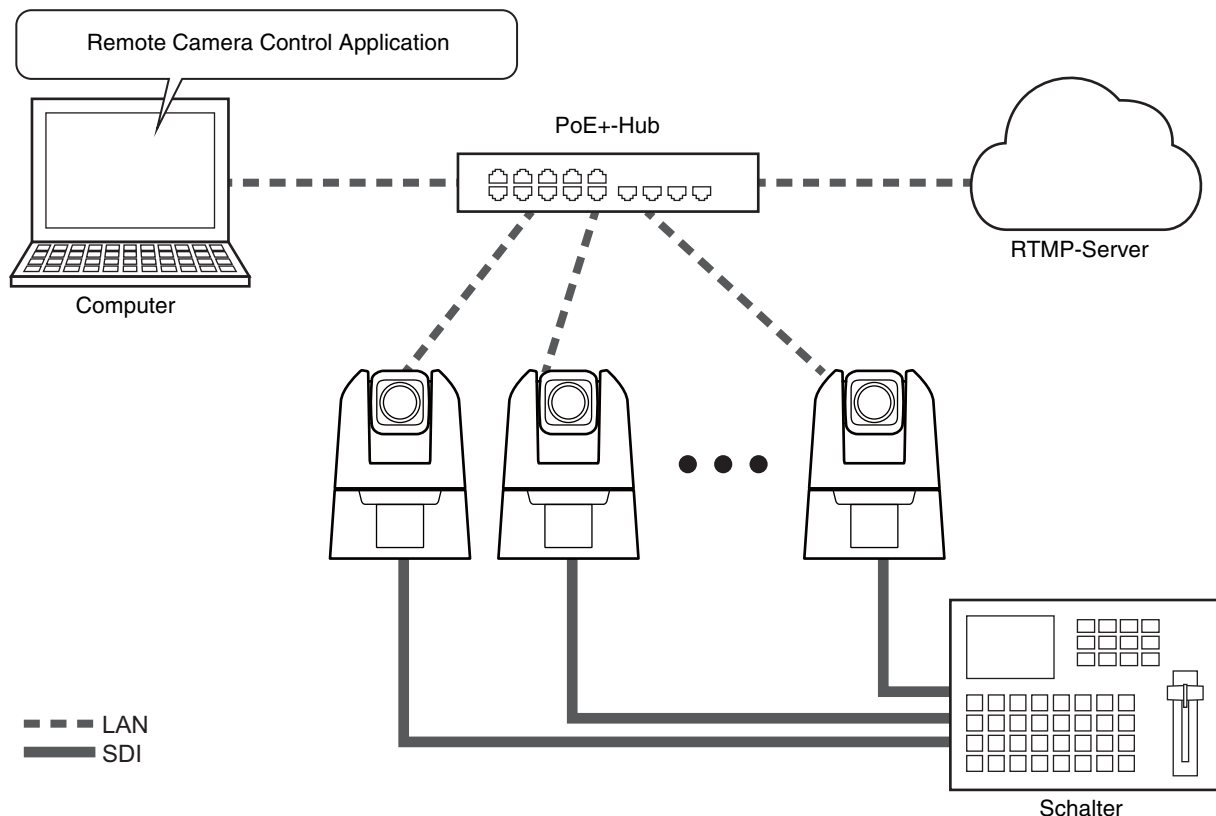 Remote Camera Control Application
PoE+-Hub
RTMP-Server
Computer
LAN
SDI
Schalter